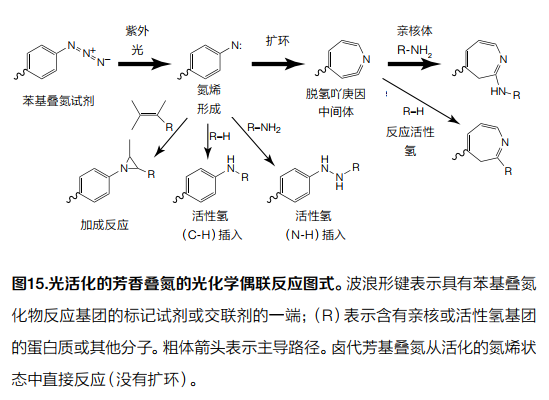 N N⁺ N⁻
紫外
光
N:
扩环
N
亲核体
R-NH₂
N
HN R
苯基叠氮试剂
氮烯
形成
脱氢吖庚因
中间体
R
R-H
R-NH₂
R-H
反应活性
氢
N R
H
N
R
H
N
N
H
R
N
R
加成反应
活性氢
(C-H)插入
活性氢
(N-H)插入
图15.光活化的芳香叠氮的光化学偶联反应图式。波浪形键表示具有苯基叠氮
化物反应基团的标记试剂或交联剂的一端；（R）表示含有亲核或活性氢基团
的蛋白质或其他分子。粗体箭头表示主导路径。卤代芳基叠氮从活化的氮烯状
态中直接反应（没有扩环）。